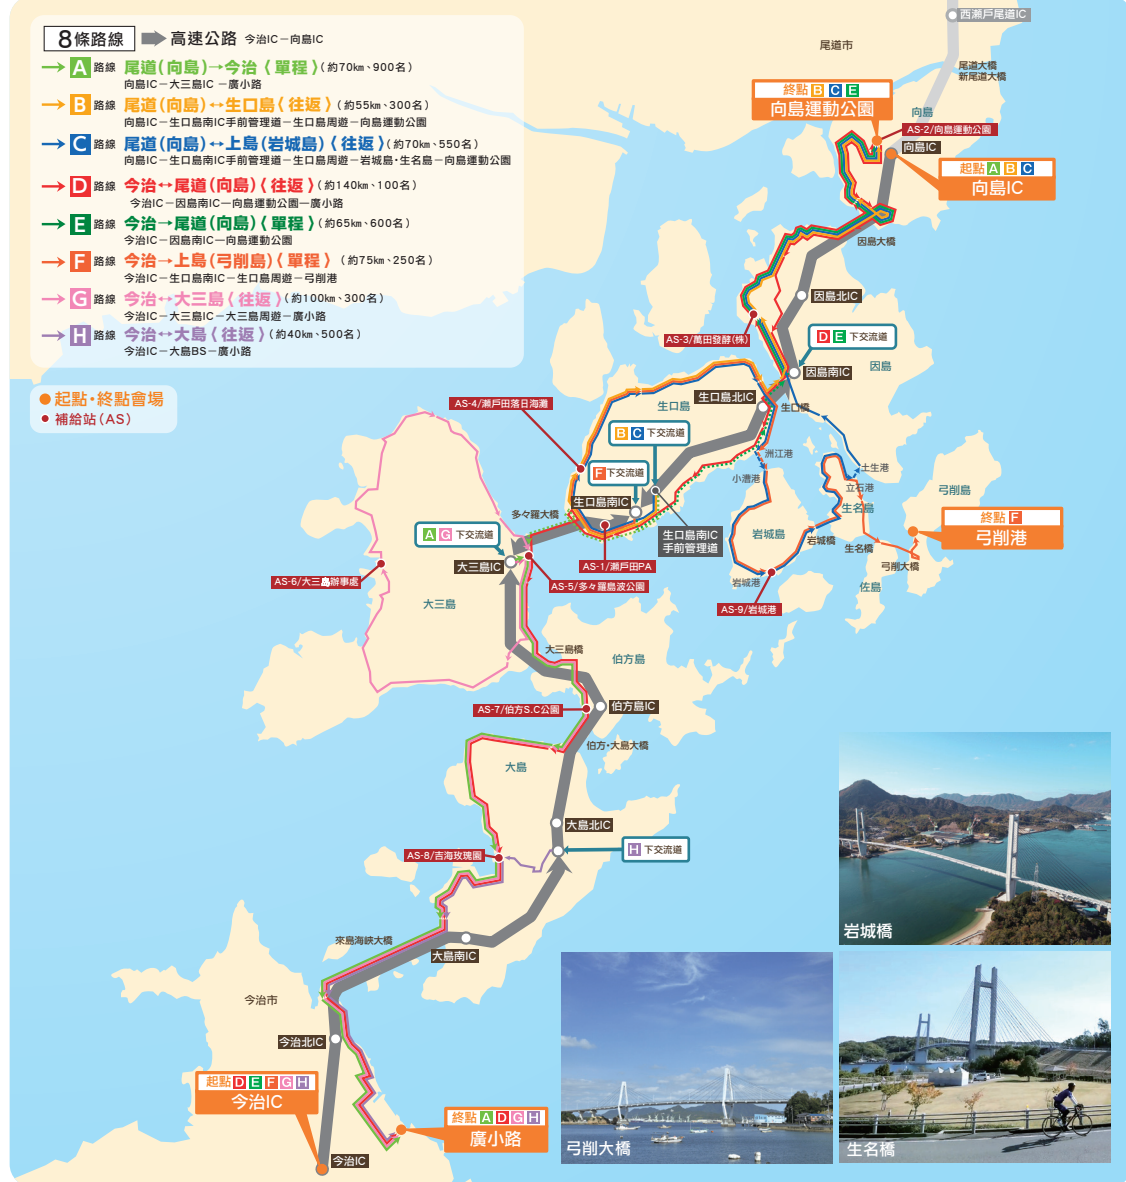 8條路線 高速公路 今治IC－向島IC
A 路線 尾道(向島)→今治〈單程〉(約70km、900名)
向島IC－大三島IC －廣小路
B 路線 尾道(向島)↔生口島〈往返〉(約55km、300名)
向島IC－生口島南IC手前管理道－生口島周遊－向島運動公園
C 路線 尾道(向島)↔上島(岩城島)〈往返〉(約70km、550名)
向島IC－生口島南IC手前管理道－生口島周遊－岩城島・生名島－向島運動公園
D 路線 今治↔尾道(向島)〈往返〉(約140km、100名)
今治IC－因島南IC—向島運動公園—廣小路
E 路線 今治→尾道(向島)〈單程〉(約65km、600名)
今治IC－因島南IC—向島運動公園
F 路線 今治→上島(弓削島)〈單程〉(約75km、250名)
今治IC－生口島南IC－生口島周遊－弓削港
G 路線 今治↔大三島〈往返〉(約100km、300名)
今治IC－大三島IC－大三島周遊－廣小路
H 路線 今治↔大島〈往返〉(約40km、500名)
今治IC－大島BS－廣小路
起點・終點會場
補給站(AS)
西瀨戶尾道IC
尾道市
尾道大橋
新尾道大橋
終點 B C E
向島運動公園
向島
AS-2/向島運動公園
向島IC
起點 A B C
向島IC
因島大橋
因島北IC
AS-3/萬田發酵(株)
D E 下交流道
因島南IC
因島
生口島北IC
生口橋
生口島
AS-4/瀨戶田落日海灘
B C 下交流道
洲江港
小漕港
F 下交流道
土生港
立石港
弓削島
生口島南IC
多々羅大橋
生名島
終點 F
弓削港
A G 下交流道
生口島南IC
手前管理道
岩城島
岩城橋
生名橋
弓削大橋
大三島IC
AS-1/瀨戶田PA
AS-6/大三島辦事處
AS-5/多々羅島波公園
岩城港
佐島
大三島
AS-9/岩城港
大三島橋
伯方島
AS-7/伯方S.C公園
伯方島IC
伯方・大島大橋
大島
大島北IC
AS-8/吉海玫瑰園
H 下交流道
來島海峽大橋
大島南IC
岩城橋
今治市
今治北IC
起點 D E F G H
今治IC
終點 A D G H
廣小路
弓削大橋
生名橋
今治IC